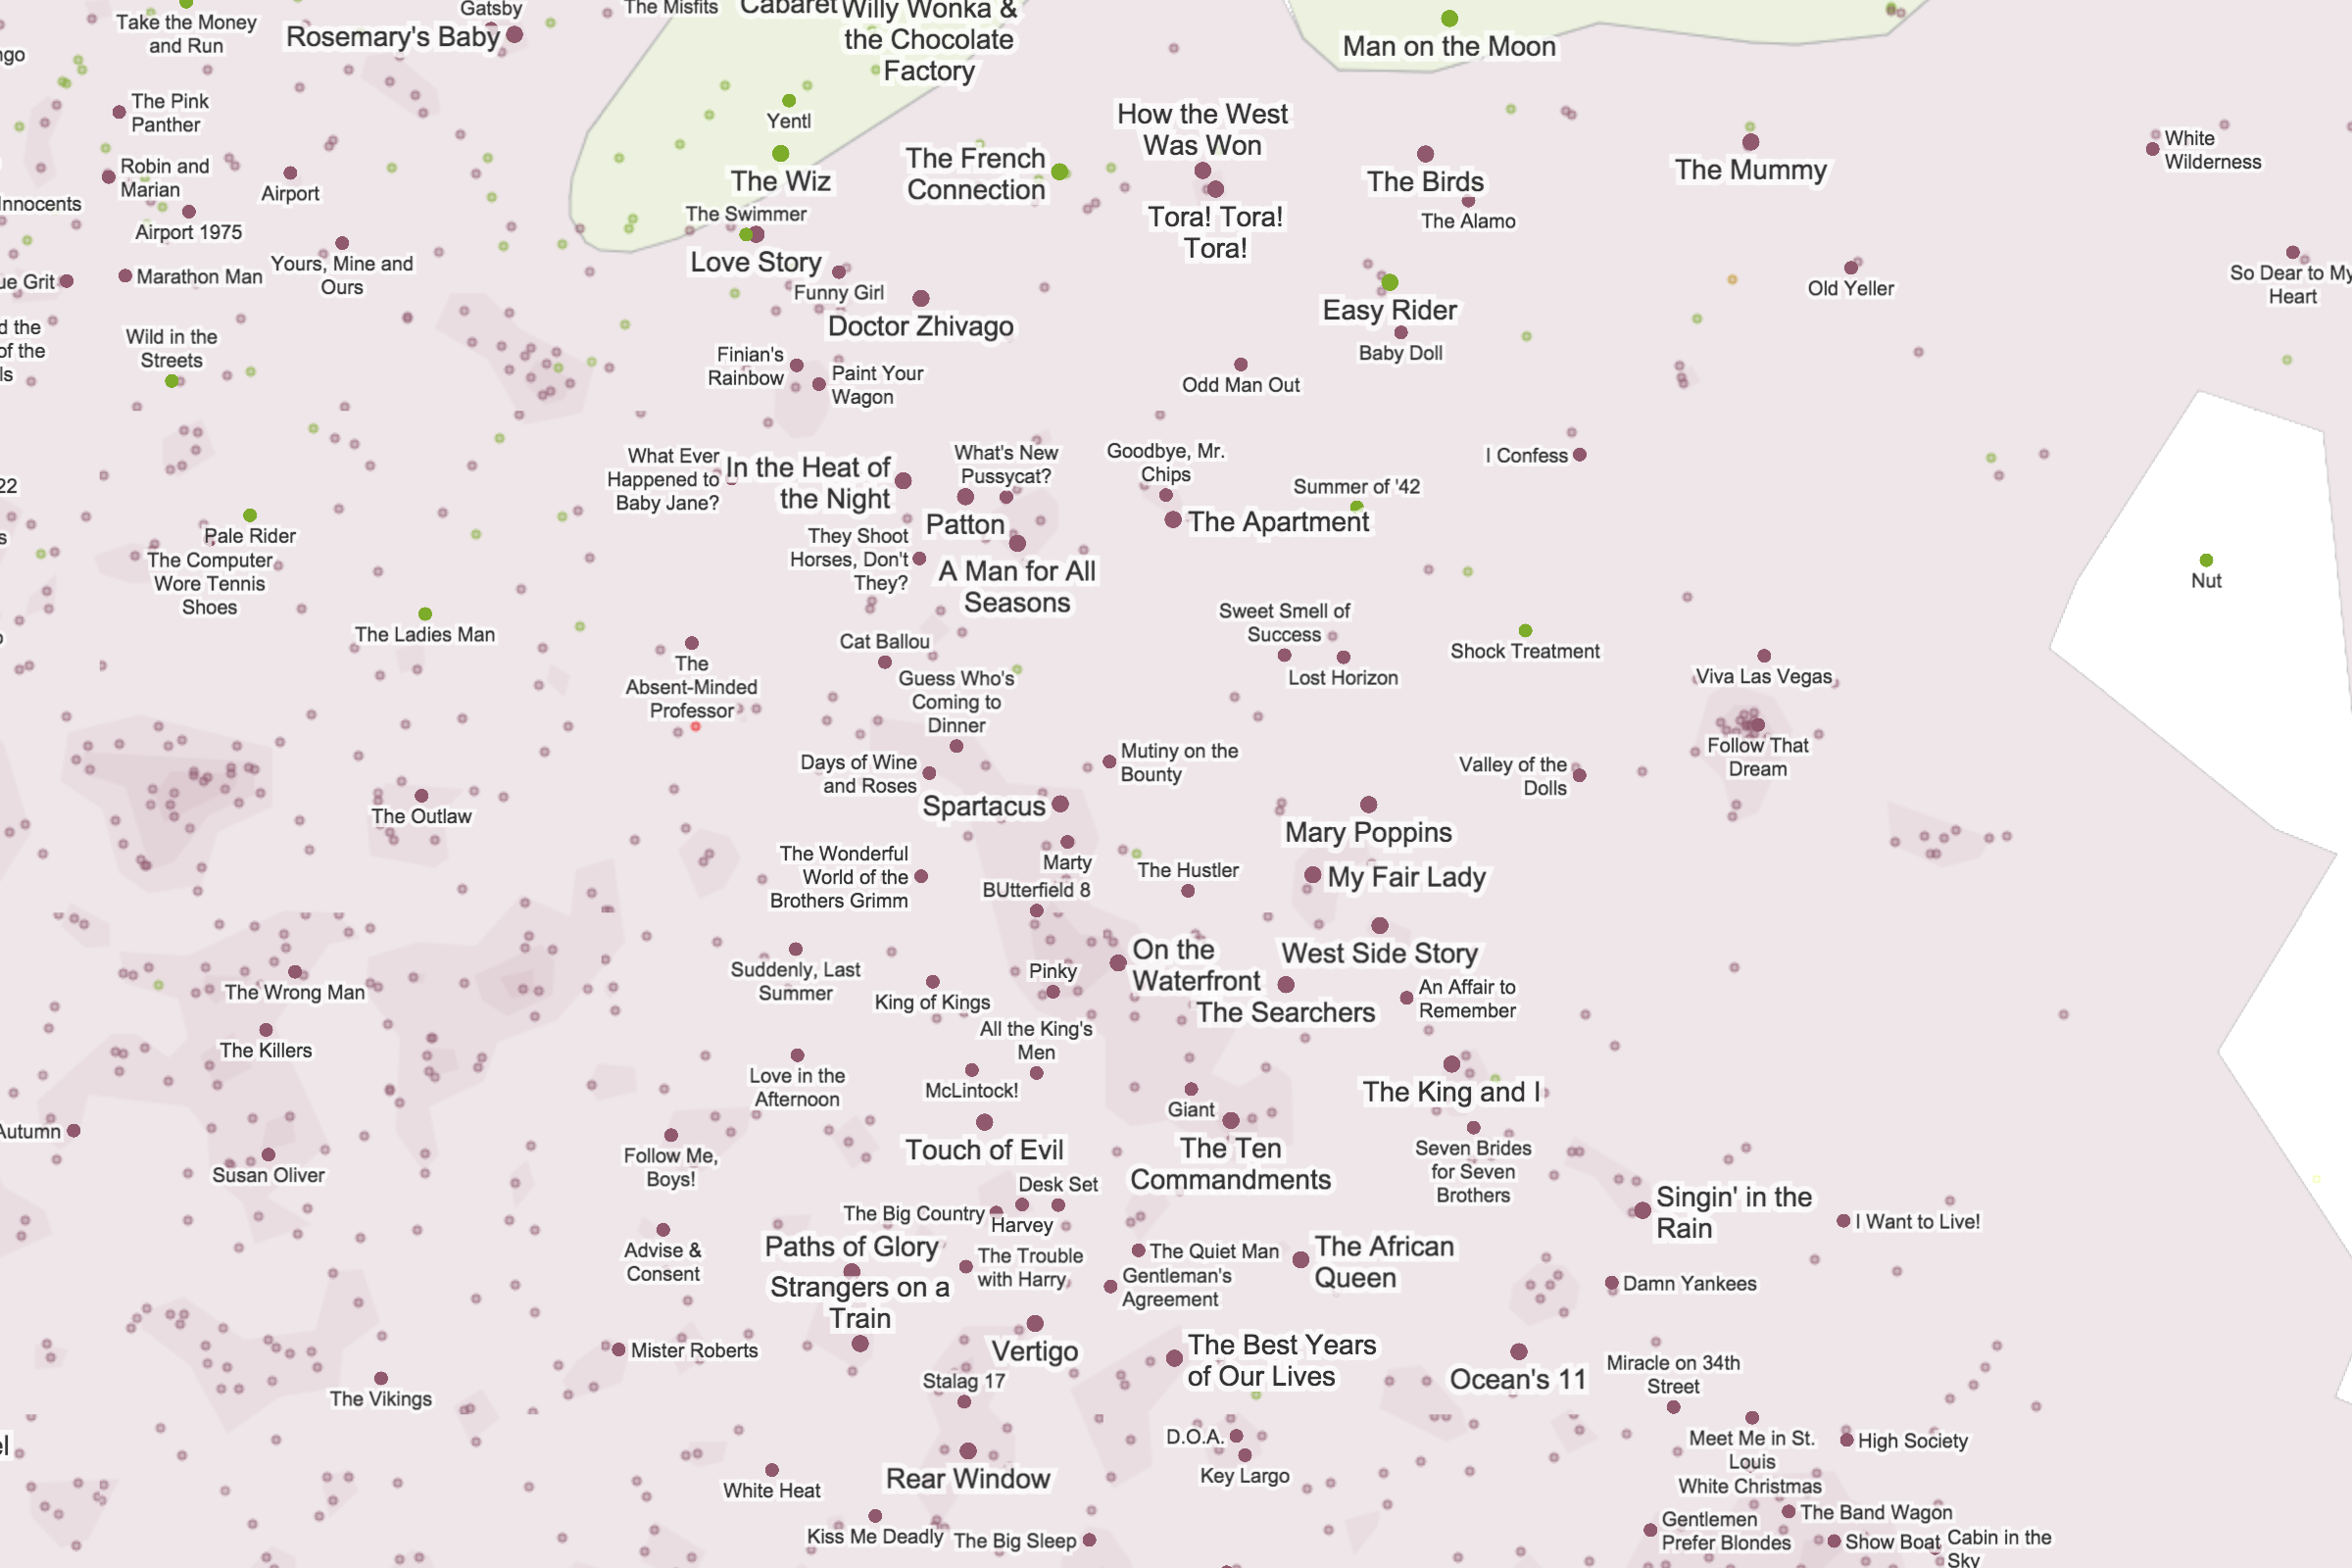 Take the Money
and Run
Gatsby
Rosemary's Baby
The Misfits
Cabaret
Willy Wonka &
the Chocolate
Factory
Man on the Moon
ngo
The Pink
Panther
Yentl
The Wiz
The French
Connection
How the West
Was Won
Tora! Tora!
Tora!
The Birds
The Alamo
The Mummy
White
Wilderness
Robin and
Marian
Airport
Innocents
Airport 1975
The Swimmer
Love Story
Yours, Mine and
Ours
ue Grit
Marathon Man
Funny Girl
Doctor Zhivago
Easy Rider
Baby Doll
Old Yeller
So Dear to My
Heart
d the
of the
ls
Wild in the
Streets
Finian's
Rainbow
Paint Your
Wagon
Odd Man Out
What Ever
Happened to
Baby Jane?
In the Heat of
the Night
What's New
Pussycat?
Patton
Goodbye, Mr.
Chips
The Apartment
Summer of '42
I Confess
22
s
Pale Rider
The Computer
Wore Tennis
Shoes
They Shoot
Horses, Don't
They?
A Man for All
Seasons
Nut
The Ladies Man
The
Absent-Minded
Professor
Cat Ballou
Guess Who's
Coming to
Dinner
Sweet Smell of
Success
Lost Horizon
Shock Treatment
Viva Las Vegas
Follow That
Dream
Days of Wine
and Roses
Mutiny on the
Bounty
Valley of the
Dolls
The Outlaw
Spartacus
Mary Poppins
Marty
The Wonderful
World of the
Brothers Grimm
BUtterfield 8
The Hustler
My Fair Lady
West Side Story
On the
Waterfront
The Searchers
An Affair to
Remember
Suddenly, Last
Summer
Pinky
King of Kings
The Wrong Man
The Killers
All the King's
Men
Love in the
Afternoon
McLintock!
Giant
The King and I
Autumn
Susan Oliver
Follow Me,
Boys!
Touch of Evil
The Ten
Commandments
Seven Brides
for Seven
Brothers
Desk Set
The Big Country
Harvey
Singin' in the
Rain
I Want to Live!
Advise &
Consent
Paths of Glory
The Trouble
with Harry
The Quiet Man
Gentleman's
Agreement
The African
Queen
Damn Yankees
Strangers on a
Train
Mister Roberts
Vertigo
The Best Years
of Our Lives
Ocean's 11
Miracle on 34th
Street
The Vikings
Stalag 17
el
D.O.A.
Key Largo
Meet Me in St.
Louis
High Society
White Heat
Rear Window
White Christmas
The Band Wagon
Kiss Me Deadly
The Big Sleep
Gentlemen
Prefer Blondes
Show Boat
Cabin in the
Sky